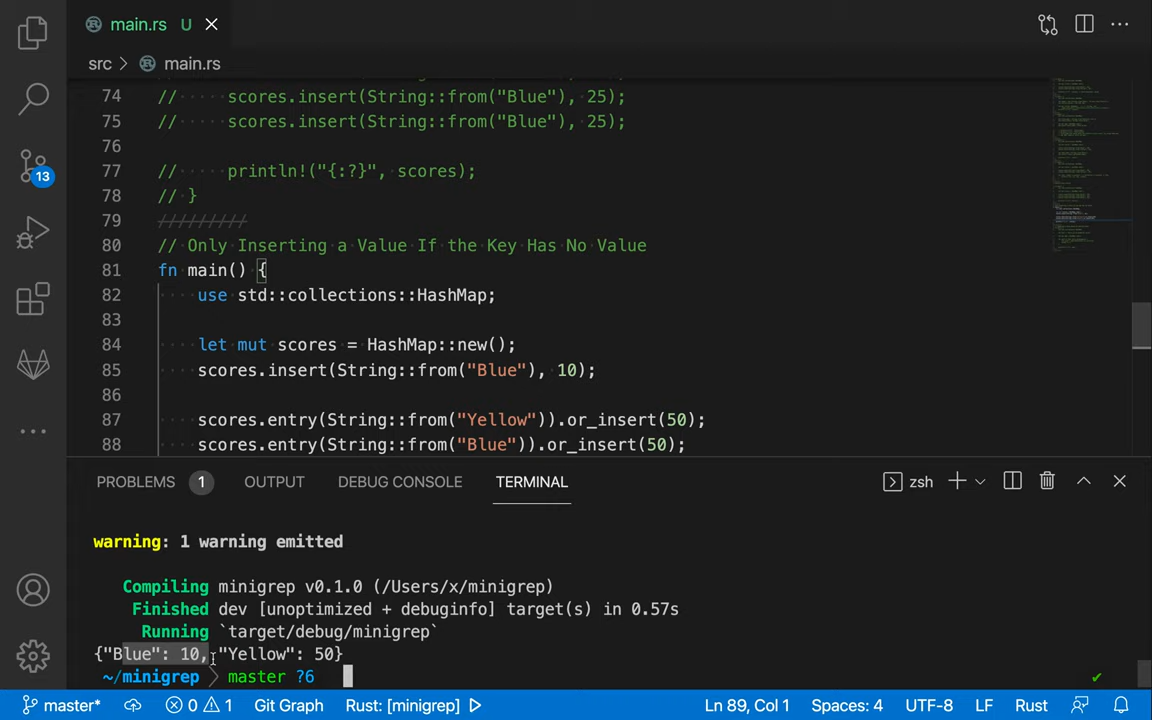 main.rs U
src > main.rs
74 // scores.insert(String::from("Blue"), 25);
75 // scores.insert(String::from("Blue"), 25);
76
77 // println!("{:?}", scores);
78 // }
79 /////////
80 // Only Inserting a Value If the Key Has No Value
81 fn main() {
82 use std::collections::HashMap;
83
84 let mut scores = HashMap::new();
85 scores.insert(String::from("Blue"), 10);
86
87 scores.entry(String::from("Yellow")).or_insert(50);
88 scores.entry(String::from("Blue")).or_insert(50);
13
PROBLEMS 1 OUTPUT DEBUG CONSOLE TERMINAL zsh
warning: 1 warning emitted
Compiling minigrep v0.1.0 (/Users/x/minigrep)
Finished dev [unoptimized + debuginfo] target(s) in 0.57s
Running `target/debug/minigrep`
{"Blue": 10, "Yellow": 50}
~/minigrep master ?6
master* 0 1 Git Graph Rust: [minigrep] Ln 89, Col 1 Spaces: 4 UTF-8 LF Rust